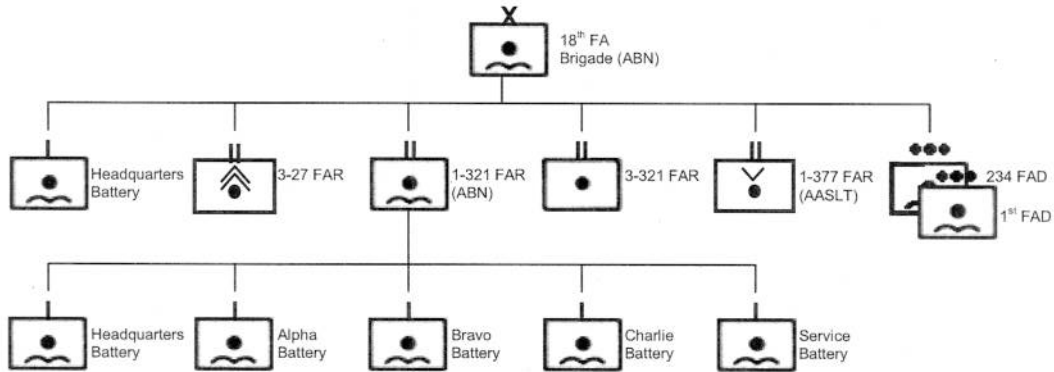 18th FA
Brigade (ABN)
Headquarters
Battery
3-27 FAR
1-321 FAR
(ABN)
3-321 FAR
1-377 FAR
(AASLT)
234 FAD
1st FAD
Headquarters
Battery
Alpha
Battery
Bravo
Battery
Charlie
Battery
Service
Battery